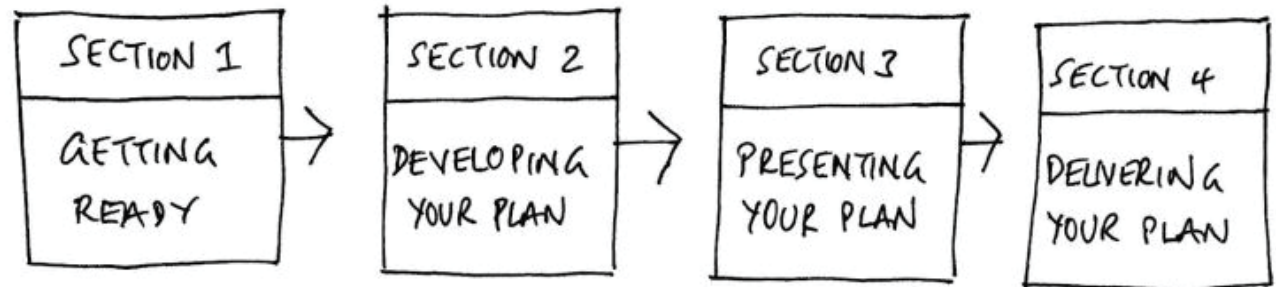 SECTION 1
GETTING
READY
SECTION 2
DEVELOPING
YOUR PLAN
SECTION 3
PRESENTING
YOUR PLAN
SECTION 4
DELIVERING
YOUR PLAN